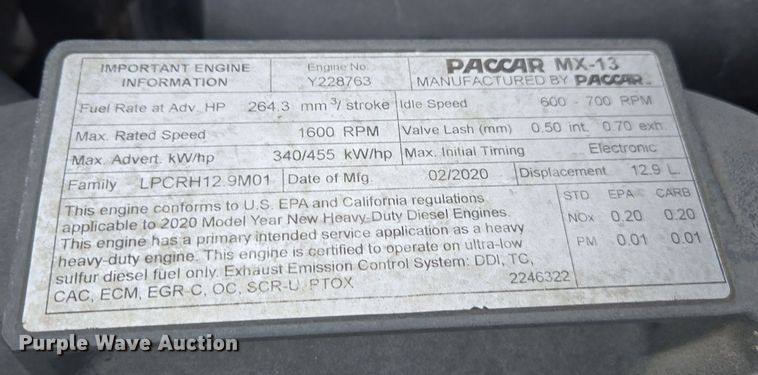 IMPORTANT ENGINE INFORMATION
Engine No. Y228763
PACCAR MX-13
MANUFACTURED BY PACCAR
Fuel Rate at Adv. HP 264.3 mm³/ stroke
Idle Speed 600 - 700 RPM
Max. Rated Speed 1600 RPM
Valve Lash (mm) 0.50 int. 0.70 exh.
Max. Advert. kW/hp 340/455 kW/hp
Max. Initial Timing Electronic
Family LPCRH12.9M01
Date of Mfg. 02/2020
Displacement 12.9 L
This engine conforms to U.S. EPA and California regulations
applicable to 2020 Model Year New Heavy-Duty Diesel Engines.
This engine has a primary intended service application as a heavy
heavy-duty engine. This engine is certified to operate on ultra-low
sulfur diesel fuel only. Exhaust Emission Control System: DDI, TC,
CAC, ECM, EGR-C, OC, SCR-U, PTOX
2246322
STD EPA CARB
NOx 0.20 0.20
PM 0.01 0.01
Purple Wave Auction